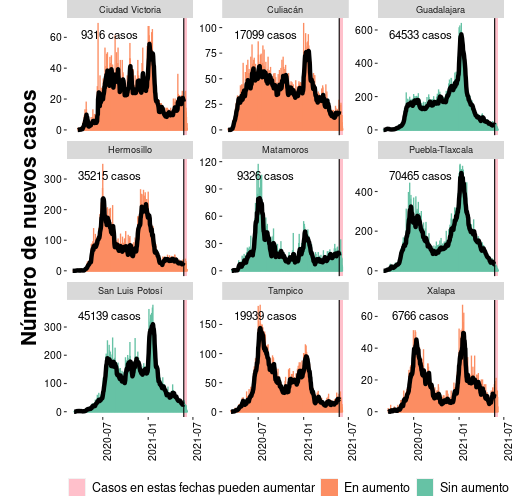 Número de nuevos casos
Ciudad Victoria
9316 casos
60
40
20
0
Culiacán
17099 casos
100
75
50
25
0
Guadalajara
64533 casos
600
400
200
0
Hermosillo
35215 casos
300
200
100
0
Matamoros
9326 casos
120
90
60
30
0
Puebla-Tlaxcala
70465 casos
400
200
0
San Luis Potosí
45139 casos
300
200
100
0
Tampico
19939 casos
150
100
50
0
Xalapa
6766 casos
60
40
20
0
2020-07
2021-01
2021-07
2020-07
2021-01
2021-07
2020-07
2021-01
2021-07
Casos en estas fechas pueden aumentar
En aumento
Sin aumento